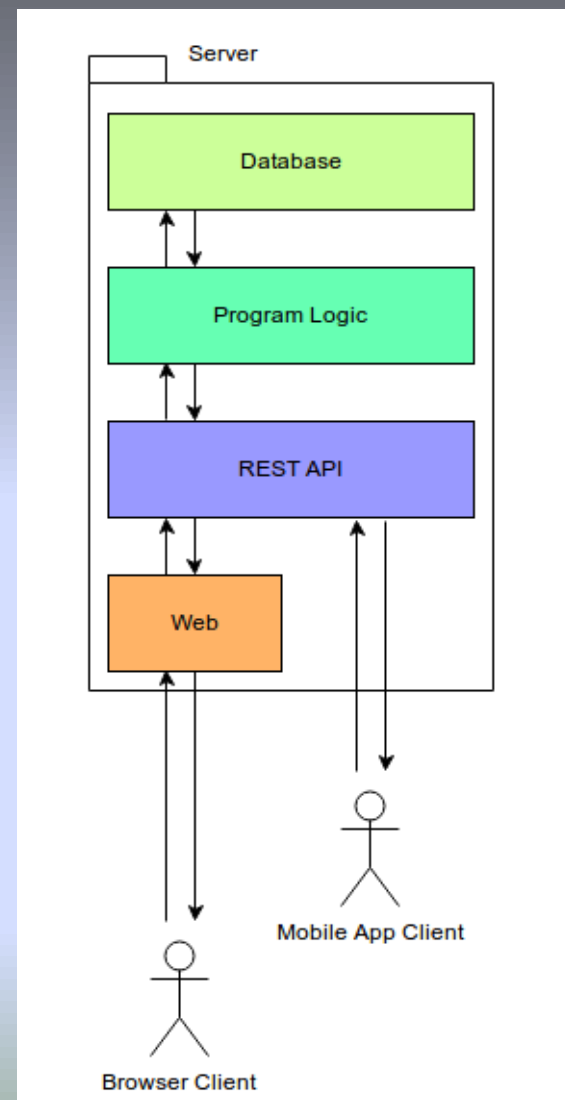 Server
Database
Program Logic
REST API
Web
Mobile App Client
Browser Client